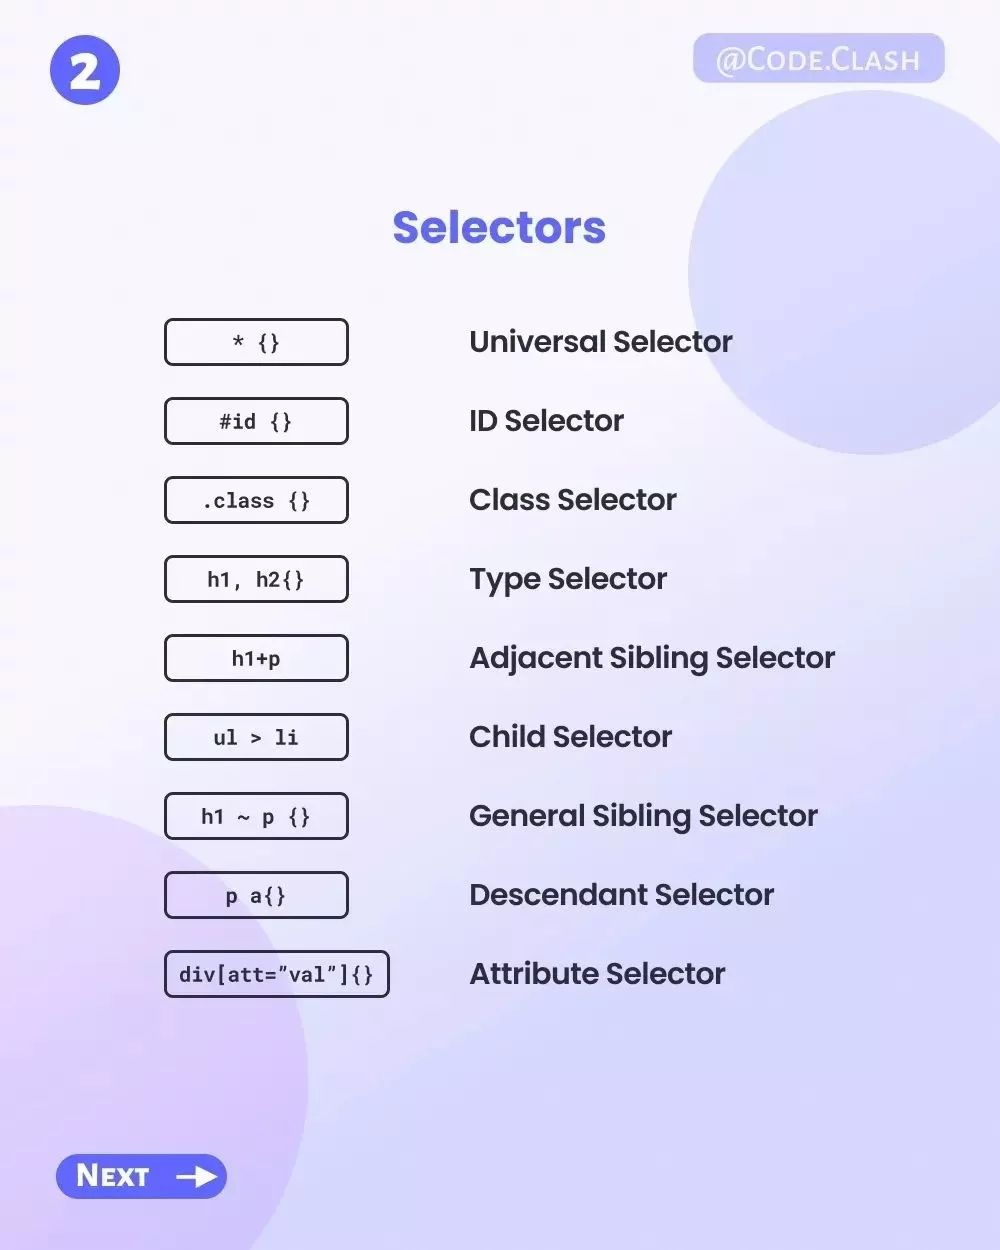 2
@Code.Clash
Selectors
* {} Universal Selector
#id {} ID Selector
.class {} Class Selector
h1, h2{} Type Selector
h1+p Adjacent Sibling Selector
ul > li Child Selector
h1 ~ p {} General Sibling Selector
p a{} Descendant Selector
div[att=”val”]{} Attribute Selector
Next